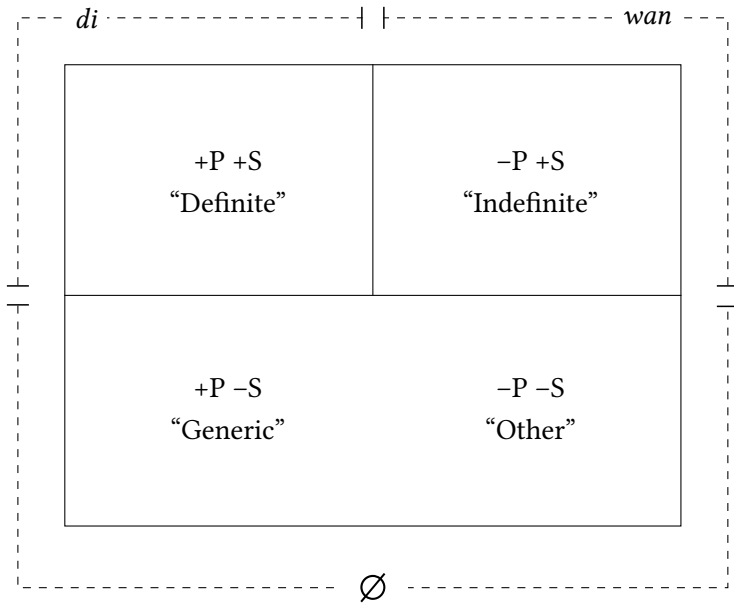 di wan
+P +S –P +S
“Definite” “Indefinite”
+P –S –P –S
“Generic” “Other”
∅